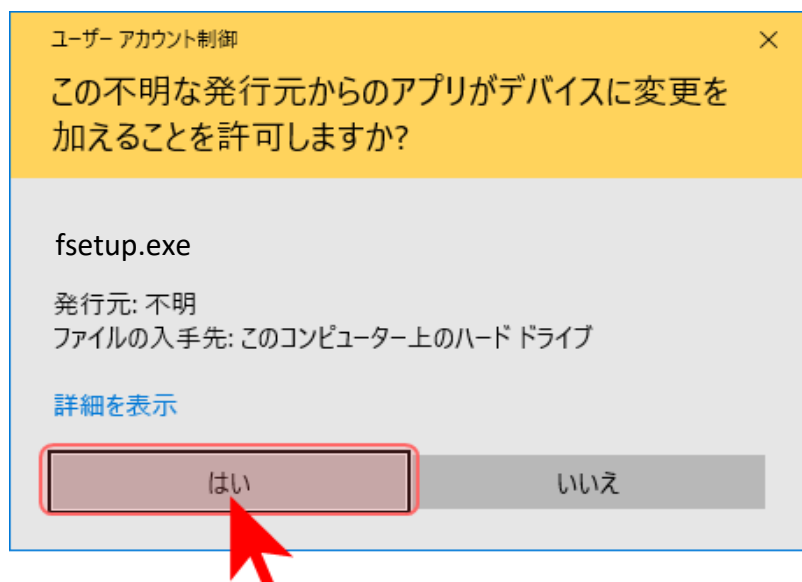 ユーザー アカウント制御
この不明な発行元からのアプリがデバイスに変更を
加えることを許可しますか?
fsetup.exe
発行元: 不明
ファイルの入手先: このコンピューター上のハード ドライブ
詳細を表示
はい
いいえ